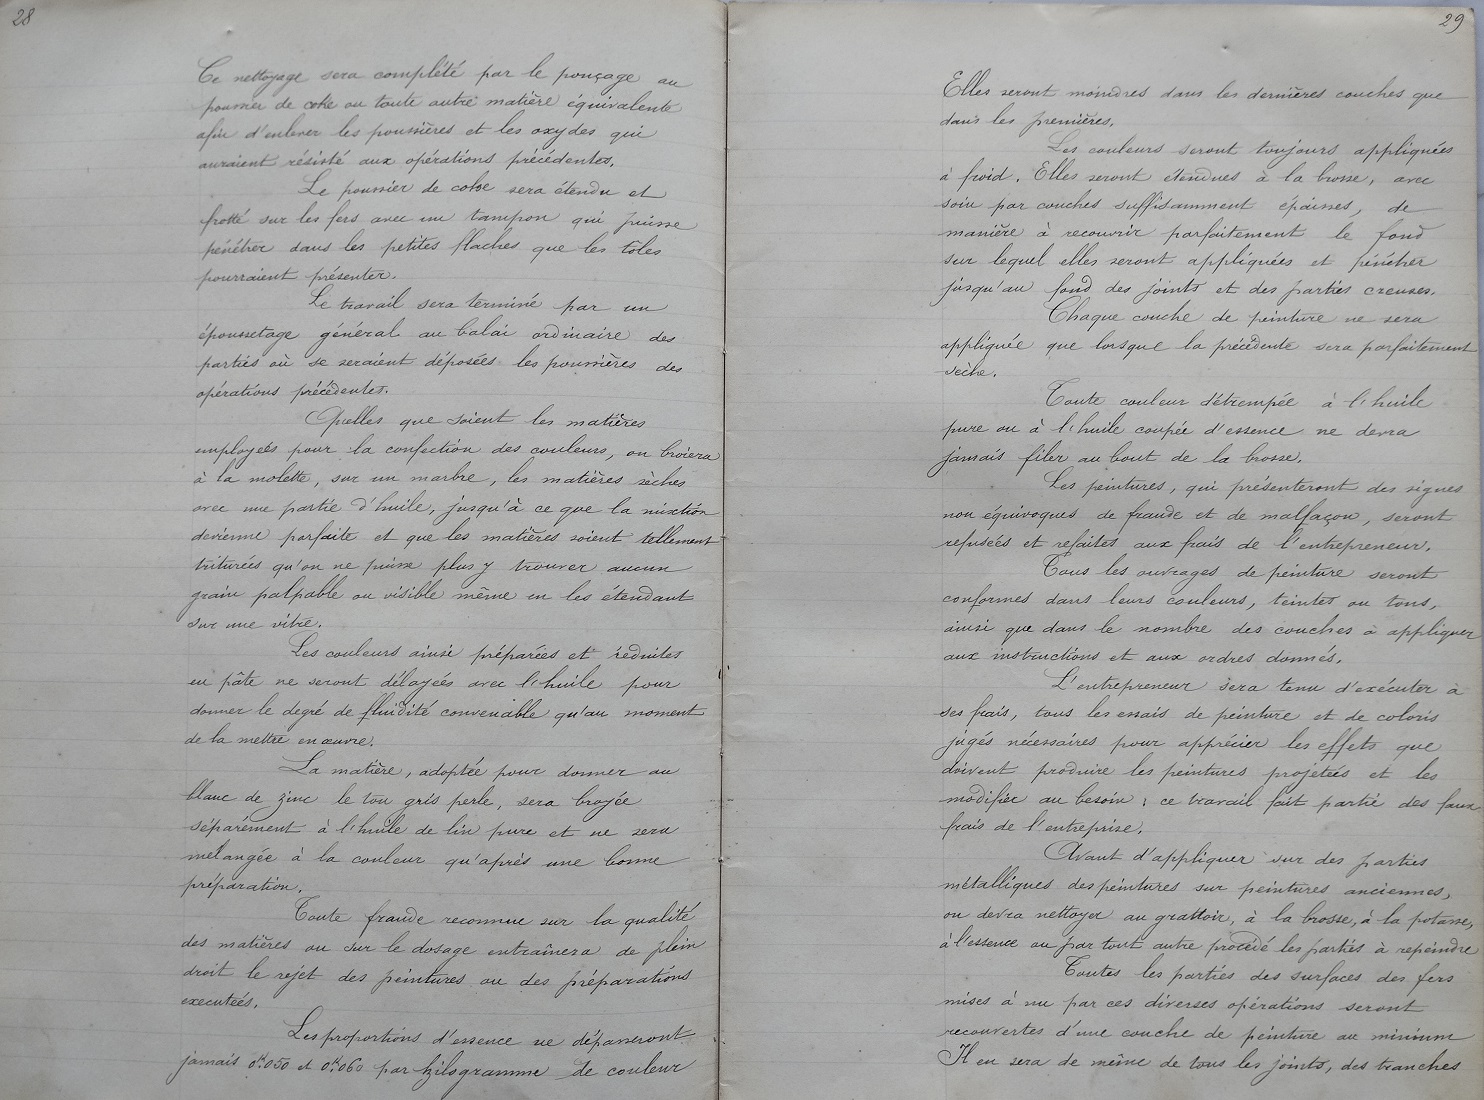 28
Ce nettoyage sera complété par le ponçage au
poussier de coke ou toute autre matière équivalente
afin d'enlever les poussières et les oxydes qui
auraient résisté aux opérations précédentes.
Le poussier de coke sera étendu et
frotté sur les fers avec un tampon qui puisse
pénétrer dans les petites flaches que les tôles
pourraient présenter.
Le travail sera terminé par un
époussetage général au balai ordinaire des
parties où se seraient déposées les poussières des
opérations précédentes.
Quelles que soient les matières
employées pour la confection des couleurs, on broiera
à la molette, sur un marbre, les matières sèches
avec une partie d'huile, jusqu'à ce que la mixtion
devienne parfaite et que les matières soient tellement
triturées qu'on ne puisse plus y trouver aucun
grain palpable ou visible même en les étendant
sur une vitre.
Les couleurs ainsi préparées et réduites
en pâte ne seront délayées avec l'huile pour
donner le degré de fluidité convenable qu'au moment
de la mettre en œuvre.
La matière, adoptée pour donner au
blanc de zinc le ton gris perle, sera broyée
séparément à l'huile de lin pure et ne sera
mélangée à la couleur qu'après une bonne
préparation.
Toute fraude reconnue sur la qualité
des matières ou sur le dosage entraînera de plein
droit le rejet des peintures ou des préparations
executées.
Les proportions d'essence ne dépasseront
jamais 0k.050 et 0k.060 par kilogramme de couleur
29
Elles seront moindres dans les dernières couches que
dans les premières.
Les couleurs seront toujours appliquées
à froid. Elles seront étendues à la brosse, avec
soin par couches suffisamment épaisses, de
manière à recouvrir parfaitement le fond
sur lequel elles seront appliquées et pénétrer
jusqu'au fond des joints et des parties creuses.
Chaque couche de peinture ne sera
appliquée que lorsque la précédente sera parfaitement
sèche.
Toute couleur détrempée à l'huile
pure ou à l'huile coupée d'essence ne devra
jamais filer au bout de la brosse.
Les peintures, qui présenteront des signes
non équivoques de fraude et de malfaçon, seront
refusées et refaites aux frais de l'entrepreneur.
Tous les ouvrages de peinture seront
conformes dans leurs couleurs, teintes ou tons,
ainsi que dans le nombre des couches à appliquer
aux instructions et aux ordres donnés.
L'entrepreneur sera tenu d'exécuter à
ses frais, tous les essais de peinture et de coloris
jugés nécessaires pour apprécier les effets que
doivent produire les peintures projetées et les
modifier au besoin; ce travail fait partie des faux
frais de l'entreprise.
Avant d'appliquer sur des parties
métalliques des peintures sur peintures anciennes,
on devra nettoyer au grattoir, à la brosse, à la potasse,
à l'essence ou par tout autre procédé les parties à repeindre
Toutes les parties des surfaces des fers
mises à nu par ces diverses opérations seront
recouvertes d'une couche de peinture au minium
Il en sera de même de tous les joints, des tranches